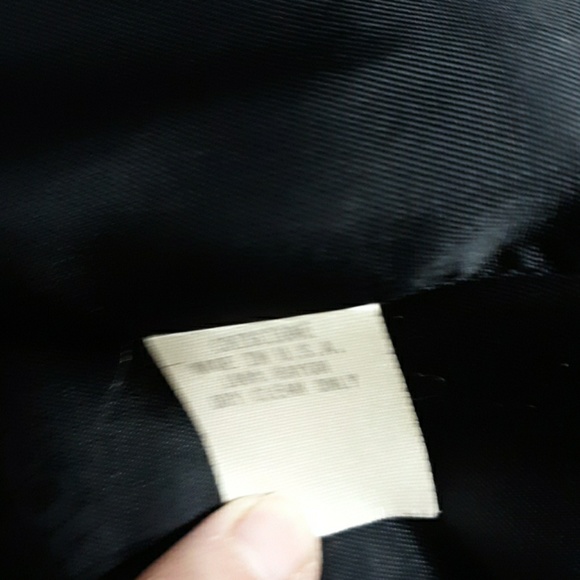 MADE IN U.S.A.
100% RAYON
DRY CLEAN ONLY